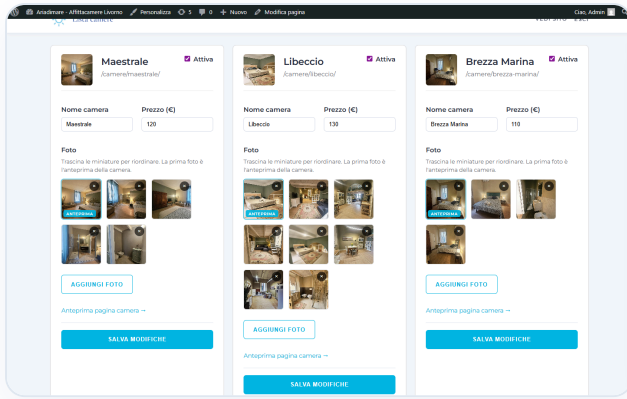 Ariadimare - Affittacamere Livorno Personalizza 5 0 + Nuovo Modifica pagina Ciao, Admin
Maestrale
Attiva
/camere/maestrale/
Nome camera Prezzo (€)
Maestrale 120
Foto
Trascina le miniature per riordinare. La prima foto è
l'anteprima della camera.
ANTEPRIMA
AGGIUNGI FOTO
Anteprima pagina camera →
SALVA MODIFICHE
Libeccio
Attiva
/camere/libeccio/
Nome camera Prezzo (€)
Libeccio 130
Foto
Trascina le miniature per riordinare. La prima foto è
l'anteprima della camera.
ANTEPRIMA
AGGIUNGI FOTO
Anteprima pagina camera →
SALVA MODIFICHE
Brezza Marina
Attiva
/camere/brezza-marina/
Nome camera Prezzo (€)
Brezza Marina 110
Foto
Trascina le miniature per riordinare. La prima foto è
l'anteprima della camera.
ANTEPRIMA
AGGIUNGI FOTO
Anteprima pagina camera →
SALVA MODIFICHE